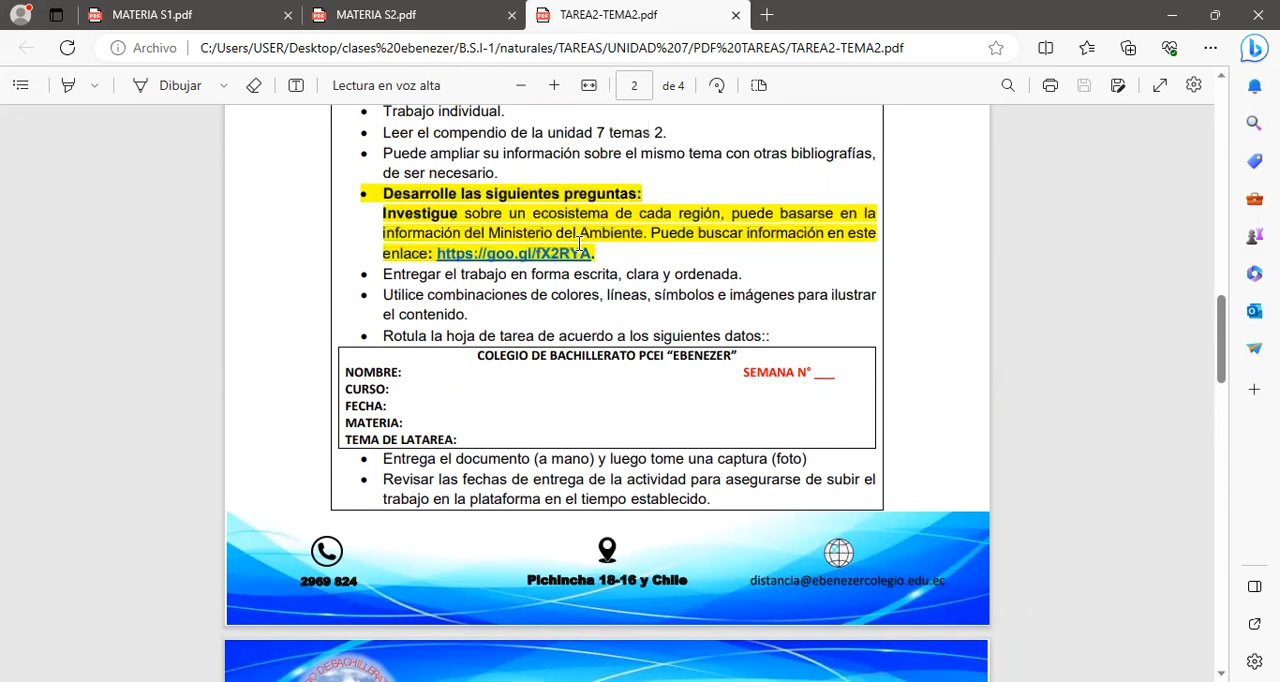 MATERIA S1.pdf
MATERIA S2.pdf
TAREA2-TEMA2.pdf
Archivo
C:/Users/USER/Desktop/clases%20ebenezer/B.S.I-1/naturales/TAREAS/UNIDAD%207/PDF%20TAREAS/TAREA2-TEMA2.pdf
Dibujar
Lectura en voz alta
2
de 4
• Trabajo individual.
• Leer el compendio de la unidad 7 temas 2.
• Puede ampliar su información sobre el mismo tema con otras bibliografías,
de ser necesario.
• Desarrolle las siguientes preguntas:
Investigue sobre un ecosistema de cada región, puede basarse en la
información del Ministerio del Ambiente. Puede buscar información en este
enlace: https://goo.gl/fX2RYA.
• Entregar el trabajo en forma escrita, clara y ordenada.
• Utilice combinaciones de colores, líneas, símbolos e imágenes para ilustrar
el contenido.
• Rotula la hoja de tarea de acuerdo a los siguientes datos::
COLEGIO DE BACHILLERATO PCEI “EBENEZER”
NOMBRE:
SEMANA N° ___
CURSO:
FECHA:
MATERIA:
TEMA DE LATAREA:
• Entrega el documento (a mano) y luego tome una captura (foto)
• Revisar las fechas de entrega de la actividad para asegurarse de subir el
trabajo en la plataforma en el tiempo establecido.
2969 824
Pichincha 18-16 y Chile
distancia@ebenezercolegio.edu.ec